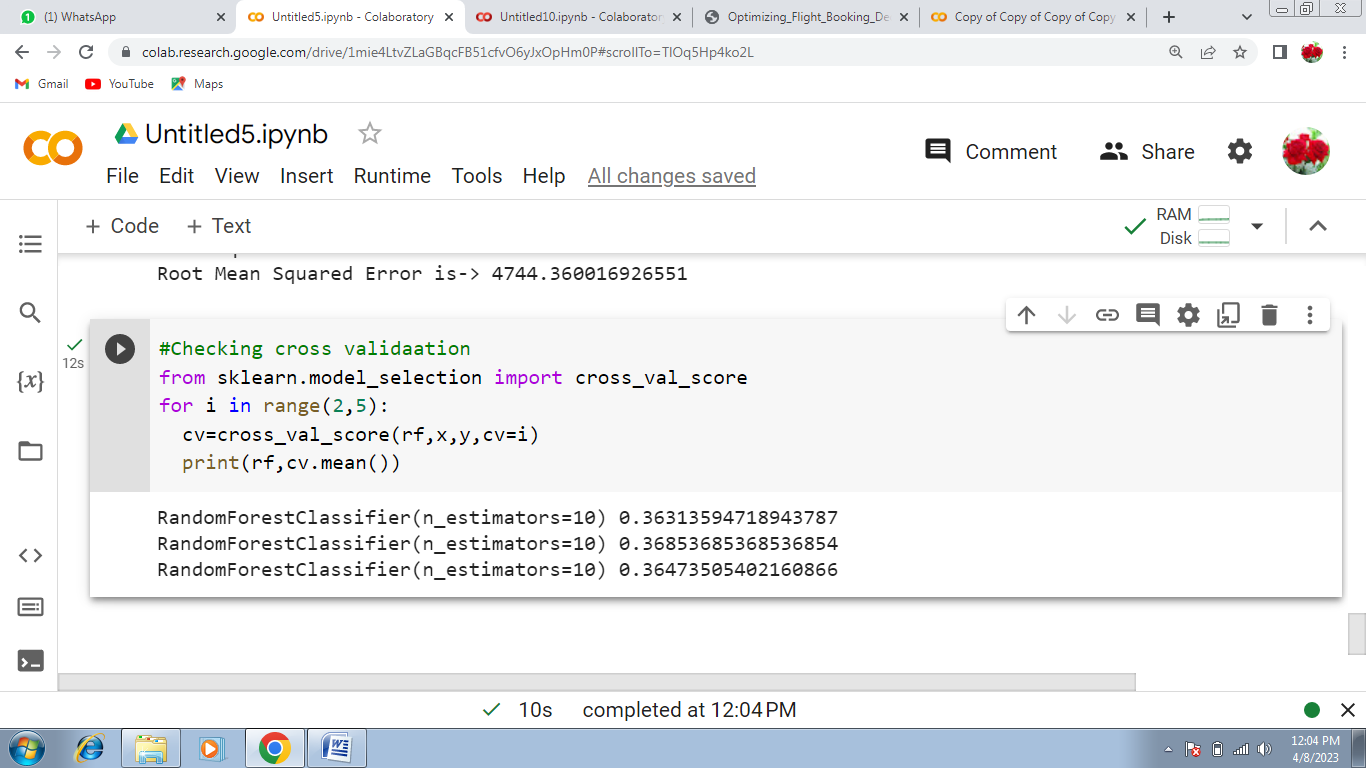 (1) WhatsApp
Untitled5.ipynb - Colaboratory
Untitled10.ipynb - Colaborator
Optimizing_Flight_Booking_De
Copy of Copy of Copy of Copy
colab.research.google.com/drive/1mie4LtvZLaGBqcFB51cfvO6yJxOpHm0P#scrollTo=TlOq5Hp4ko2L
Gmail YouTube Maps
Untitled5.ipynb
Comment Share
File Edit View Insert Runtime Tools Help All changes saved
+ Code + Text
RAM
Disk
Root Mean Squared Error is-> 4744.360016926551
12s
#Checking cross validaation
from sklearn.model_selection import cross_val_score
for i in range(2,5):
cv=cross_val_score(rf,x,y,cv=i)
print(rf,cv.mean())
RandomForestClassifier(n_estimators=10) 0.36313594718943787
RandomForestClassifier(n_estimators=10) 0.36853685368536854
RandomForestClassifier(n_estimators=10) 0.36473505402160866
{x}
10s completed at 12:04 PM
12:04 PM
4/8/2023